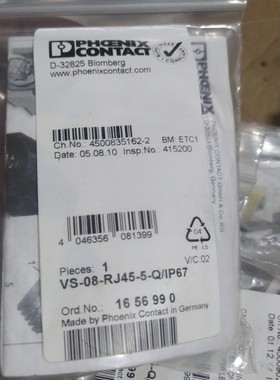 PHOENIX
CONTACT
D-32825 Blomberg
www.phoenixcontact.com
Ch.No.: 4500835162-2 BM: ETC1
Date: 05.08.10 Insp.No.: 415200
4 046356 081399
04
PE - LD
V/C:02
Pieces: 1
VS-08-RJ45-5-Q/IP67
Ord.No.: 16 56 99 0
Made by Phoenix Contact in Germany